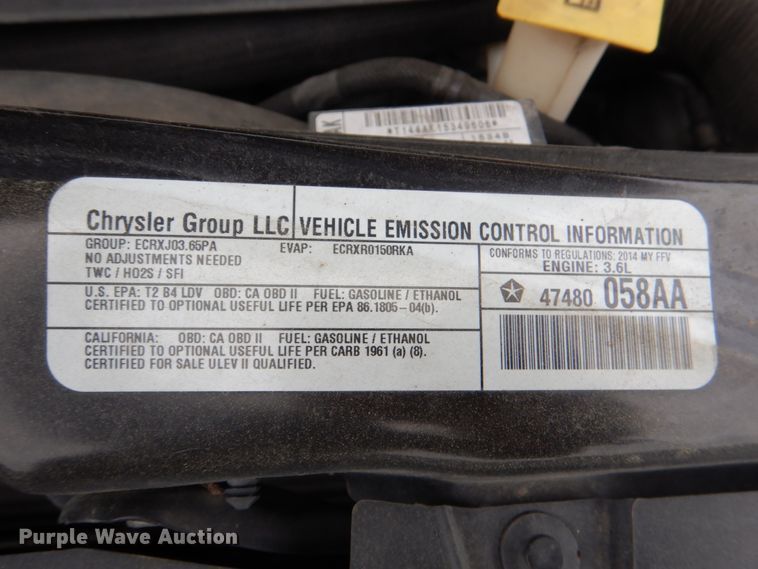 AK
*T144AK15349606*
Chrysler Group LLC VEHICLE EMISSION CONTROL INFORMATION
GROUP: ECRXJ03.65PA EVAP: ECRXR0150RKA
NO ADJUSTMENTS NEEDED
TWC / HO2S / SFI
CONFORMS TO REGULATIONS: 2014 MY FFV
ENGINE: 3.6L
47480 058AA
U.S. EPA: T2 B4 LDV OBD: CA OBD II FUEL: GASOLINE / ETHANOL
CERTIFIED TO OPTIONAL USEFUL LIFE PER EPA 86.1805-04(b).
CALIFORNIA: OBD: CA OBD II FUEL: GASOLINE / ETHANOL
CERTIFIED TO OPTIONAL USEFUL LIFE PER CARB 1961 (a) (8).
CERTIFIED FOR SALE ULEV II QUALIFIED.
Purple Wave Auction